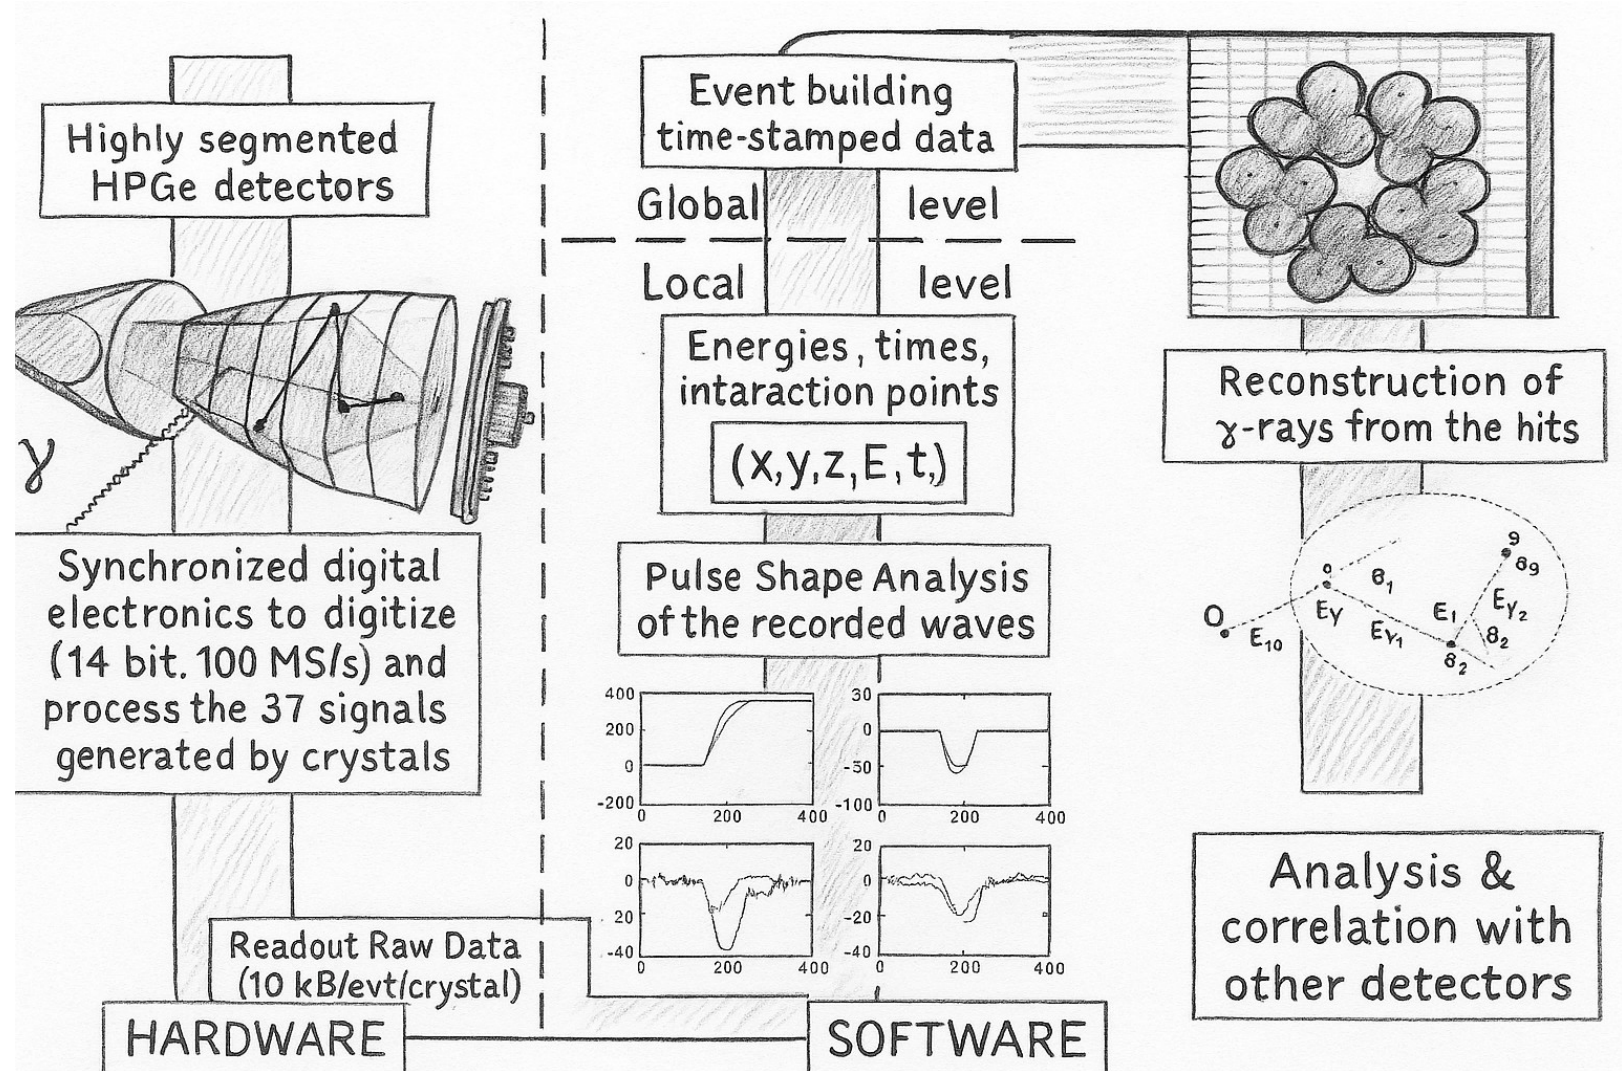 Highly segmented
HPGe detectors
γ
Synchronized digital
electronics to digitize
(14 bit. 100 MS/s) and
process the 37 signals
generated by crystals
Readout Raw Data
(10 kB/evt/crystal)
HARDWARE
Event building
time-stamped data
Global level
Local level
Energies, times,
intaraction points
(x,y,z,E,t,)
Pulse Shape Analysis
of the recorded waves
400
200
0
-200
0 200 400
30
0
-50
-100
0 200 400
20
0
20
-40
0 200 400
20
0
-20
-40
0 200 400
SOFTWARE
Reconstruction of
γ-rays from the hits
O
E10
o
Eγ
θ1
Eγ1
E1
θ2
9
θ9
Eγ2
θ2
Analysis &
correlation with
other detectors